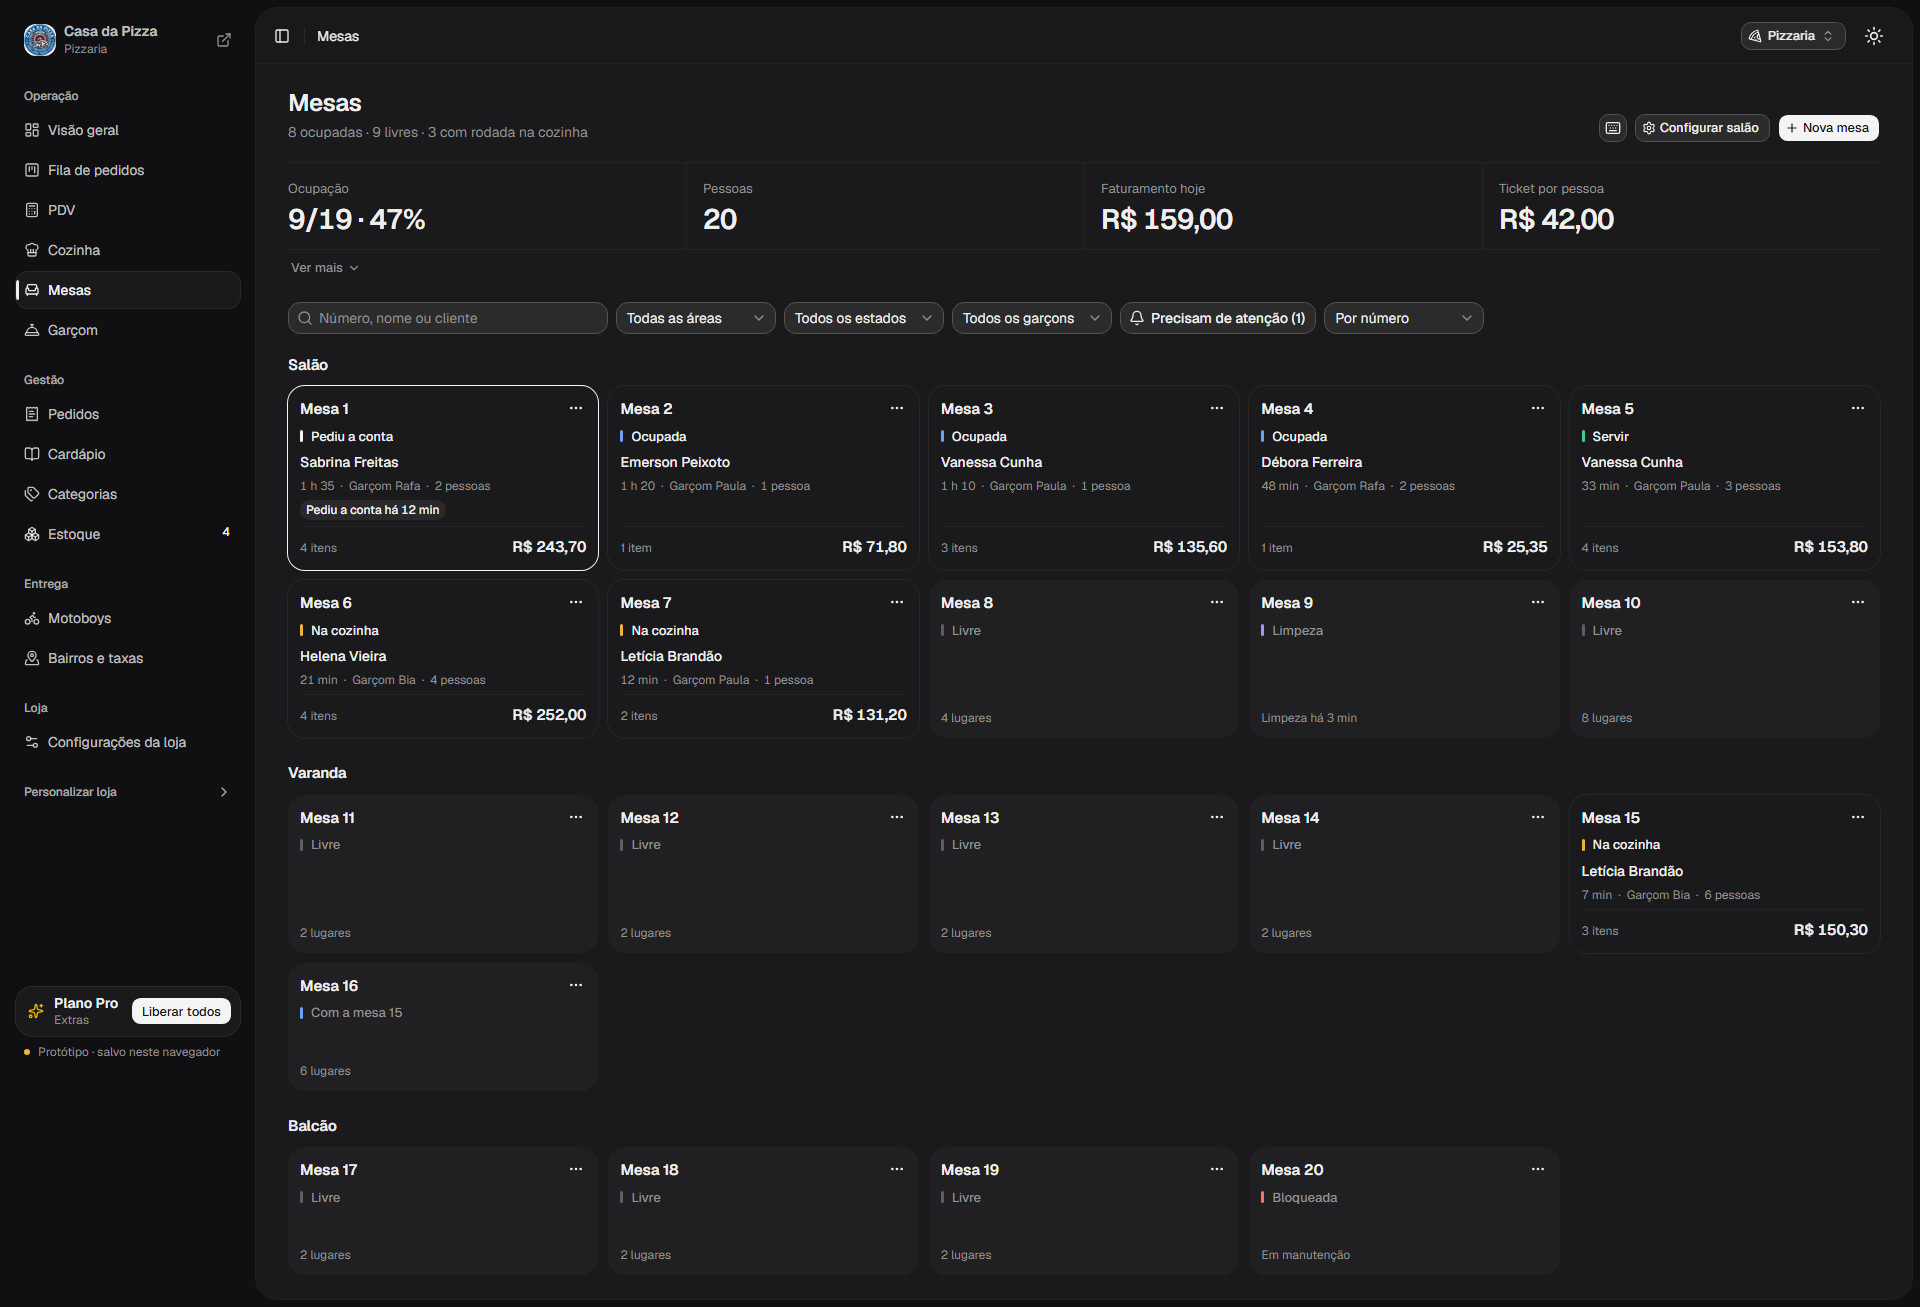 Casa da Pizza
Pizzaria
Operação
Visão geral
Fila de pedidos
PDV
Cozinha
Mesas
Garçom
Gestão
Pedidos
Cardápio
Categorias
Estoque 4
Entrega
Motoboys
Bairros e taxas
Loja
Configurações da loja
Personalizar loja
Plano Pro
Extras
Liberar todos
Protótipo · salvo neste navegador
Mesas
Pizzaria
Mesas
8 ocupadas · 9 livres · 3 com rodada na cozinha
Configurar salão
+ Nova mesa
Ocupação
9/19 · 47%
Pessoas
20
Faturamento hoje
R$ 159,00
Ticket por pessoa
R$ 42,00
Ver mais
Número, nome ou cliente
Todas as áreas
Todos os estados
Todos os garçons
Precisam de atenção (1)
Por número
Salão
Mesa 1
Pediu a conta
Sabrina Freitas
1 h 35 · Garçom Rafa · 2 pessoas
Pediu a conta há 12 min
4 itens R$ 243,70
Mesa 2
Ocupada
Emerson Peixoto
1 h 20 · Garçom Paula · 1 pessoa
1 item R$ 71,80
Mesa 3
Ocupada
Vanessa Cunha
1 h 10 · Garçom Paula · 1 pessoa
3 itens R$ 135,60
Mesa 4
Ocupada
Débora Ferreira
48 min · Garçom Rafa · 2 pessoas
1 item R$ 25,35
Mesa 5
Servir
Vanessa Cunha
33 min · Garçom Paula · 3 pessoas
4 itens R$ 153,80
Mesa 6
Na cozinha
Helena Vieira
21 min · Garçom Bia · 4 pessoas
4 itens R$ 252,00
Mesa 7
Na cozinha
Letícia Brandão
12 min · Garçom Paula · 1 pessoa
2 itens R$ 131,20
Mesa 8
Livre
4 lugares
Mesa 9
Limpeza
Limpeza há 3 min
Mesa 10
Livre
8 lugares
Varanda
Mesa 11
Livre
2 lugares
Mesa 12
Livre
2 lugares
Mesa 13
Livre
2 lugares
Mesa 14
Livre
2 lugares
Mesa 15
Na cozinha
Letícia Brandão
7 min · Garçom Bia · 6 pessoas
3 itens R$ 150,30
Mesa 16
Com a mesa 15
6 lugares
Balcão
Mesa 17
Livre
2 lugares
Mesa 18
Livre
2 lugares
Mesa 19
Livre
2 lugares
Mesa 20
Bloqueada
Em manutenção